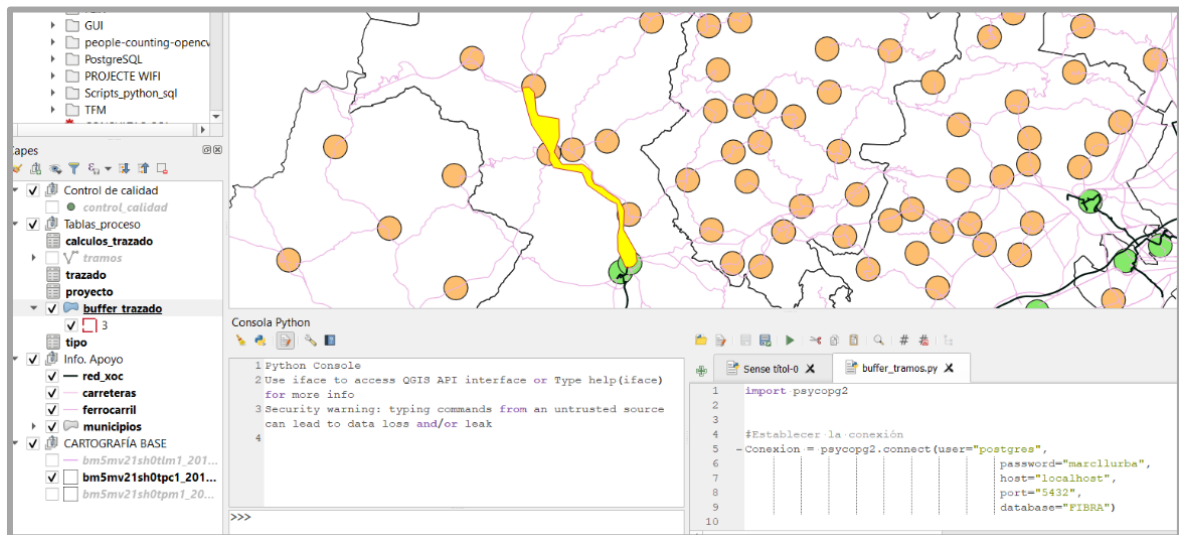 GUI
people-counting-opencv
PostgreSQL
PROJECTE WIFI
Scripts_python_sql
TFM
Capes
Control de calidad
control_calidad
Tablas_proceso
calculos_trazado
tramos
trazado
proyecto
buffer_trazado
3
tipo
Info. Apoyo
red_xoc
carreteras
ferrocarril
municipios
CARTOGRAFÍA BASE
bm5mv21sh0tlm1_201...
bm5mv21sh0tpc1_201...
bm5mv21sh0tpm1_20...
Consola Python
1 Python Console
2 Use iface to access QGIS API interface or Type help(iface)
for more info
3 Security warning: typing commands from an untrusted source
can lead to data loss and/or leak
4
>>>
Sense títol-0
buffer_tramos.py
1 import psycopg2
2
3
4 #Establecer la conexión
5 Conexion = psycopg2.connect(user="postgres",
6 password="marcllurba",
7 host="localhost",
8 port="5432",
9 database="FIBRA")
10